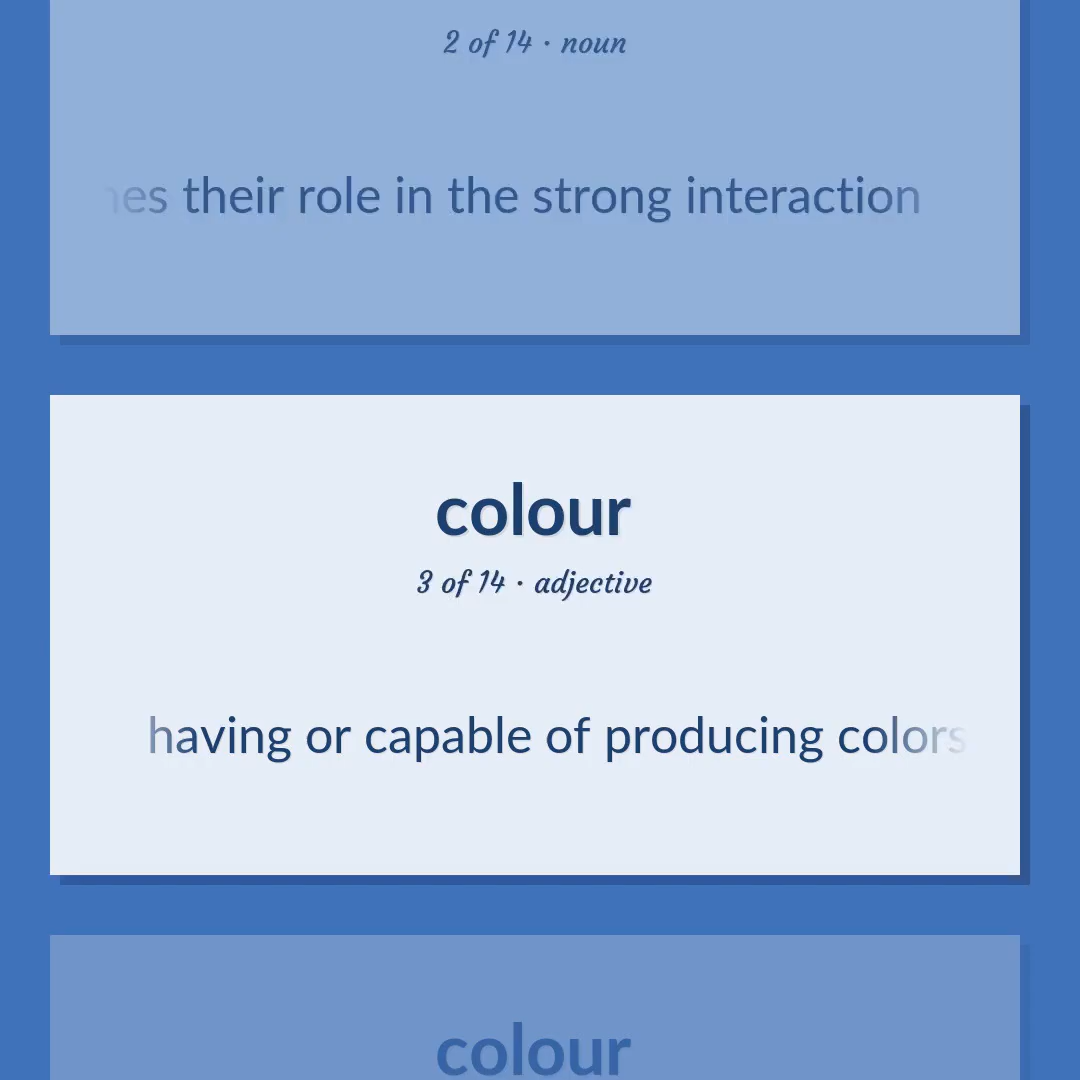 2 of 14 · noun
their role in the strong interaction
colour
3 of 14 · adjective
having or capable of producing colors
colour